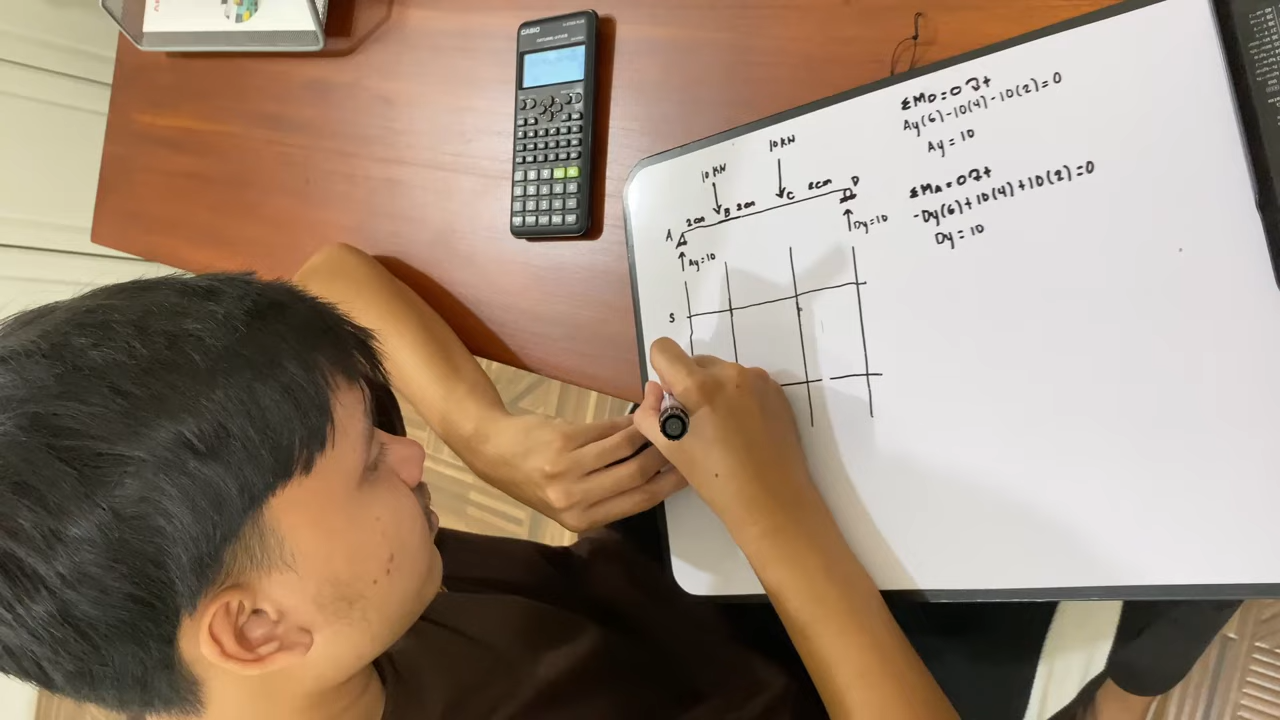 CASIO
ΣMD=0↺+
Ay(6)-10(4)-10(2)=0
Ay=10
ΣMA=0↻+
-Dy(6)+10(4)+10(2)=0
Dy=10
10 KN
10 KN
A 2cm B 2cm C 2cm D
Ay=10
Dy=10
S